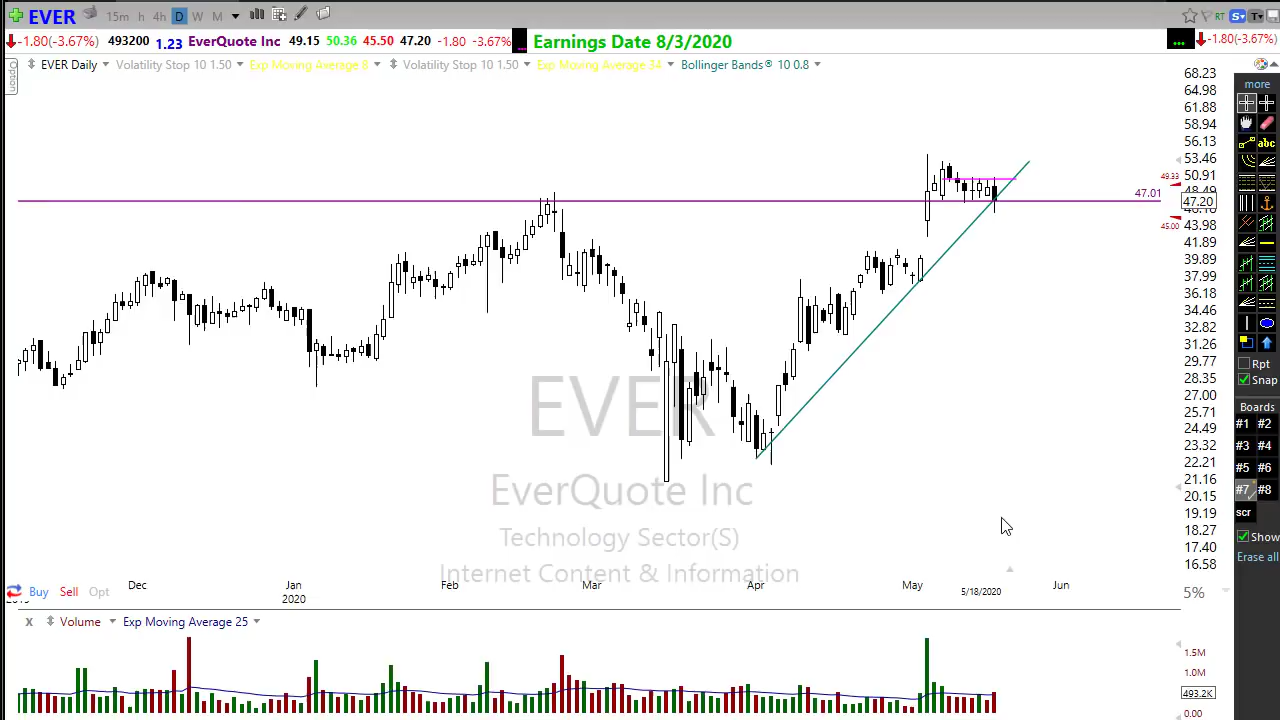 EVER 15m h 4h D W M RT S T
-1.80(-3.67%) 493200 1.23 EverQuote Inc 49.15 50.36 45.50 47.20 -1.80 -3.67% ... Earnings Date 8/3/2020 ... -1.80(-3.67%)
EVER Daily Volatility Stop 10 1.50 Exp Moving Average 8 Volatility Stop 10 1.50 Exp Moving Average 34 Bollinger Bands® 10 0.8
Option
68.23
64.98
61.88
58.94
56.13
53.46
50.91
49.33
48.49
47.01
47.20
45.00
43.98
41.89
39.89
37.99
36.18
34.46
32.82
31.26
29.77
28.35
27.00
25.71
24.49
23.32
22.21
21.16
20.15
19.19
18.27
17.40
16.58
5%
EVER
EverQuote Inc
Technology Sector(S)
Internet Content & Information
Buy Sell Opt
Dec Jan Feb Mar Apr May Jun
2020 5/18/2020
X Volume Exp Moving Average 25
1.5M
1.0M
493.2K
0.00
more
abc
Rpt
Snap
Boards
#1 #2
#3 #4
#5 #6
#7 #8
scr
Show
Erase all